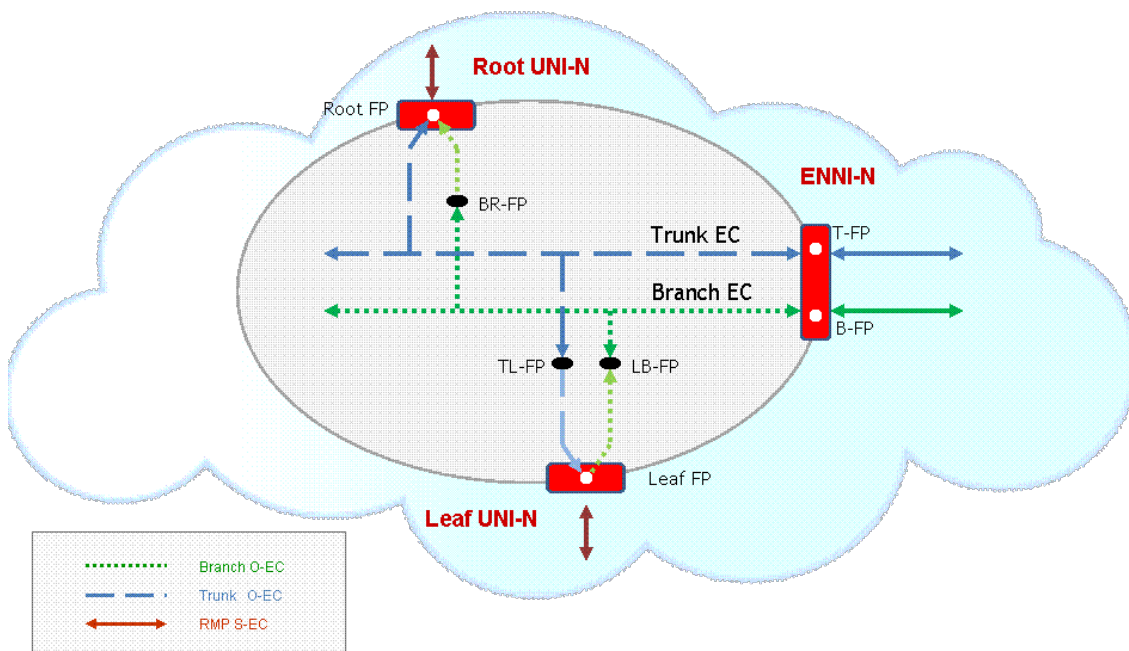 Root UNI-N
Root FP
ENNI-N
BR-FP
Trunk EC
T-FP
Branch EC
B-FP
TL-FP
LB-FP
Leaf FP
Leaf UNI-N
Branch O-EC
Trunk O-EC
RMP S-EC